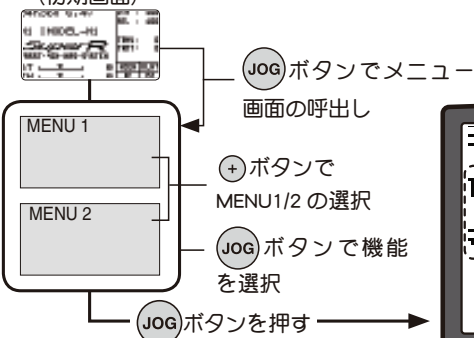 (初期画面)
JOGボタンでメニュー
画面の呼出し
MENU 1
+ボタンで
MENU1/2 の選択
MENU 2
JOGボタンで機能
を選択
JOGボタンを押す